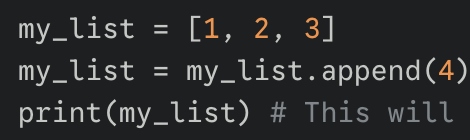 my_list = [1, 2, 3]
my_list = my_list.append(4)
print(my_list) # This will